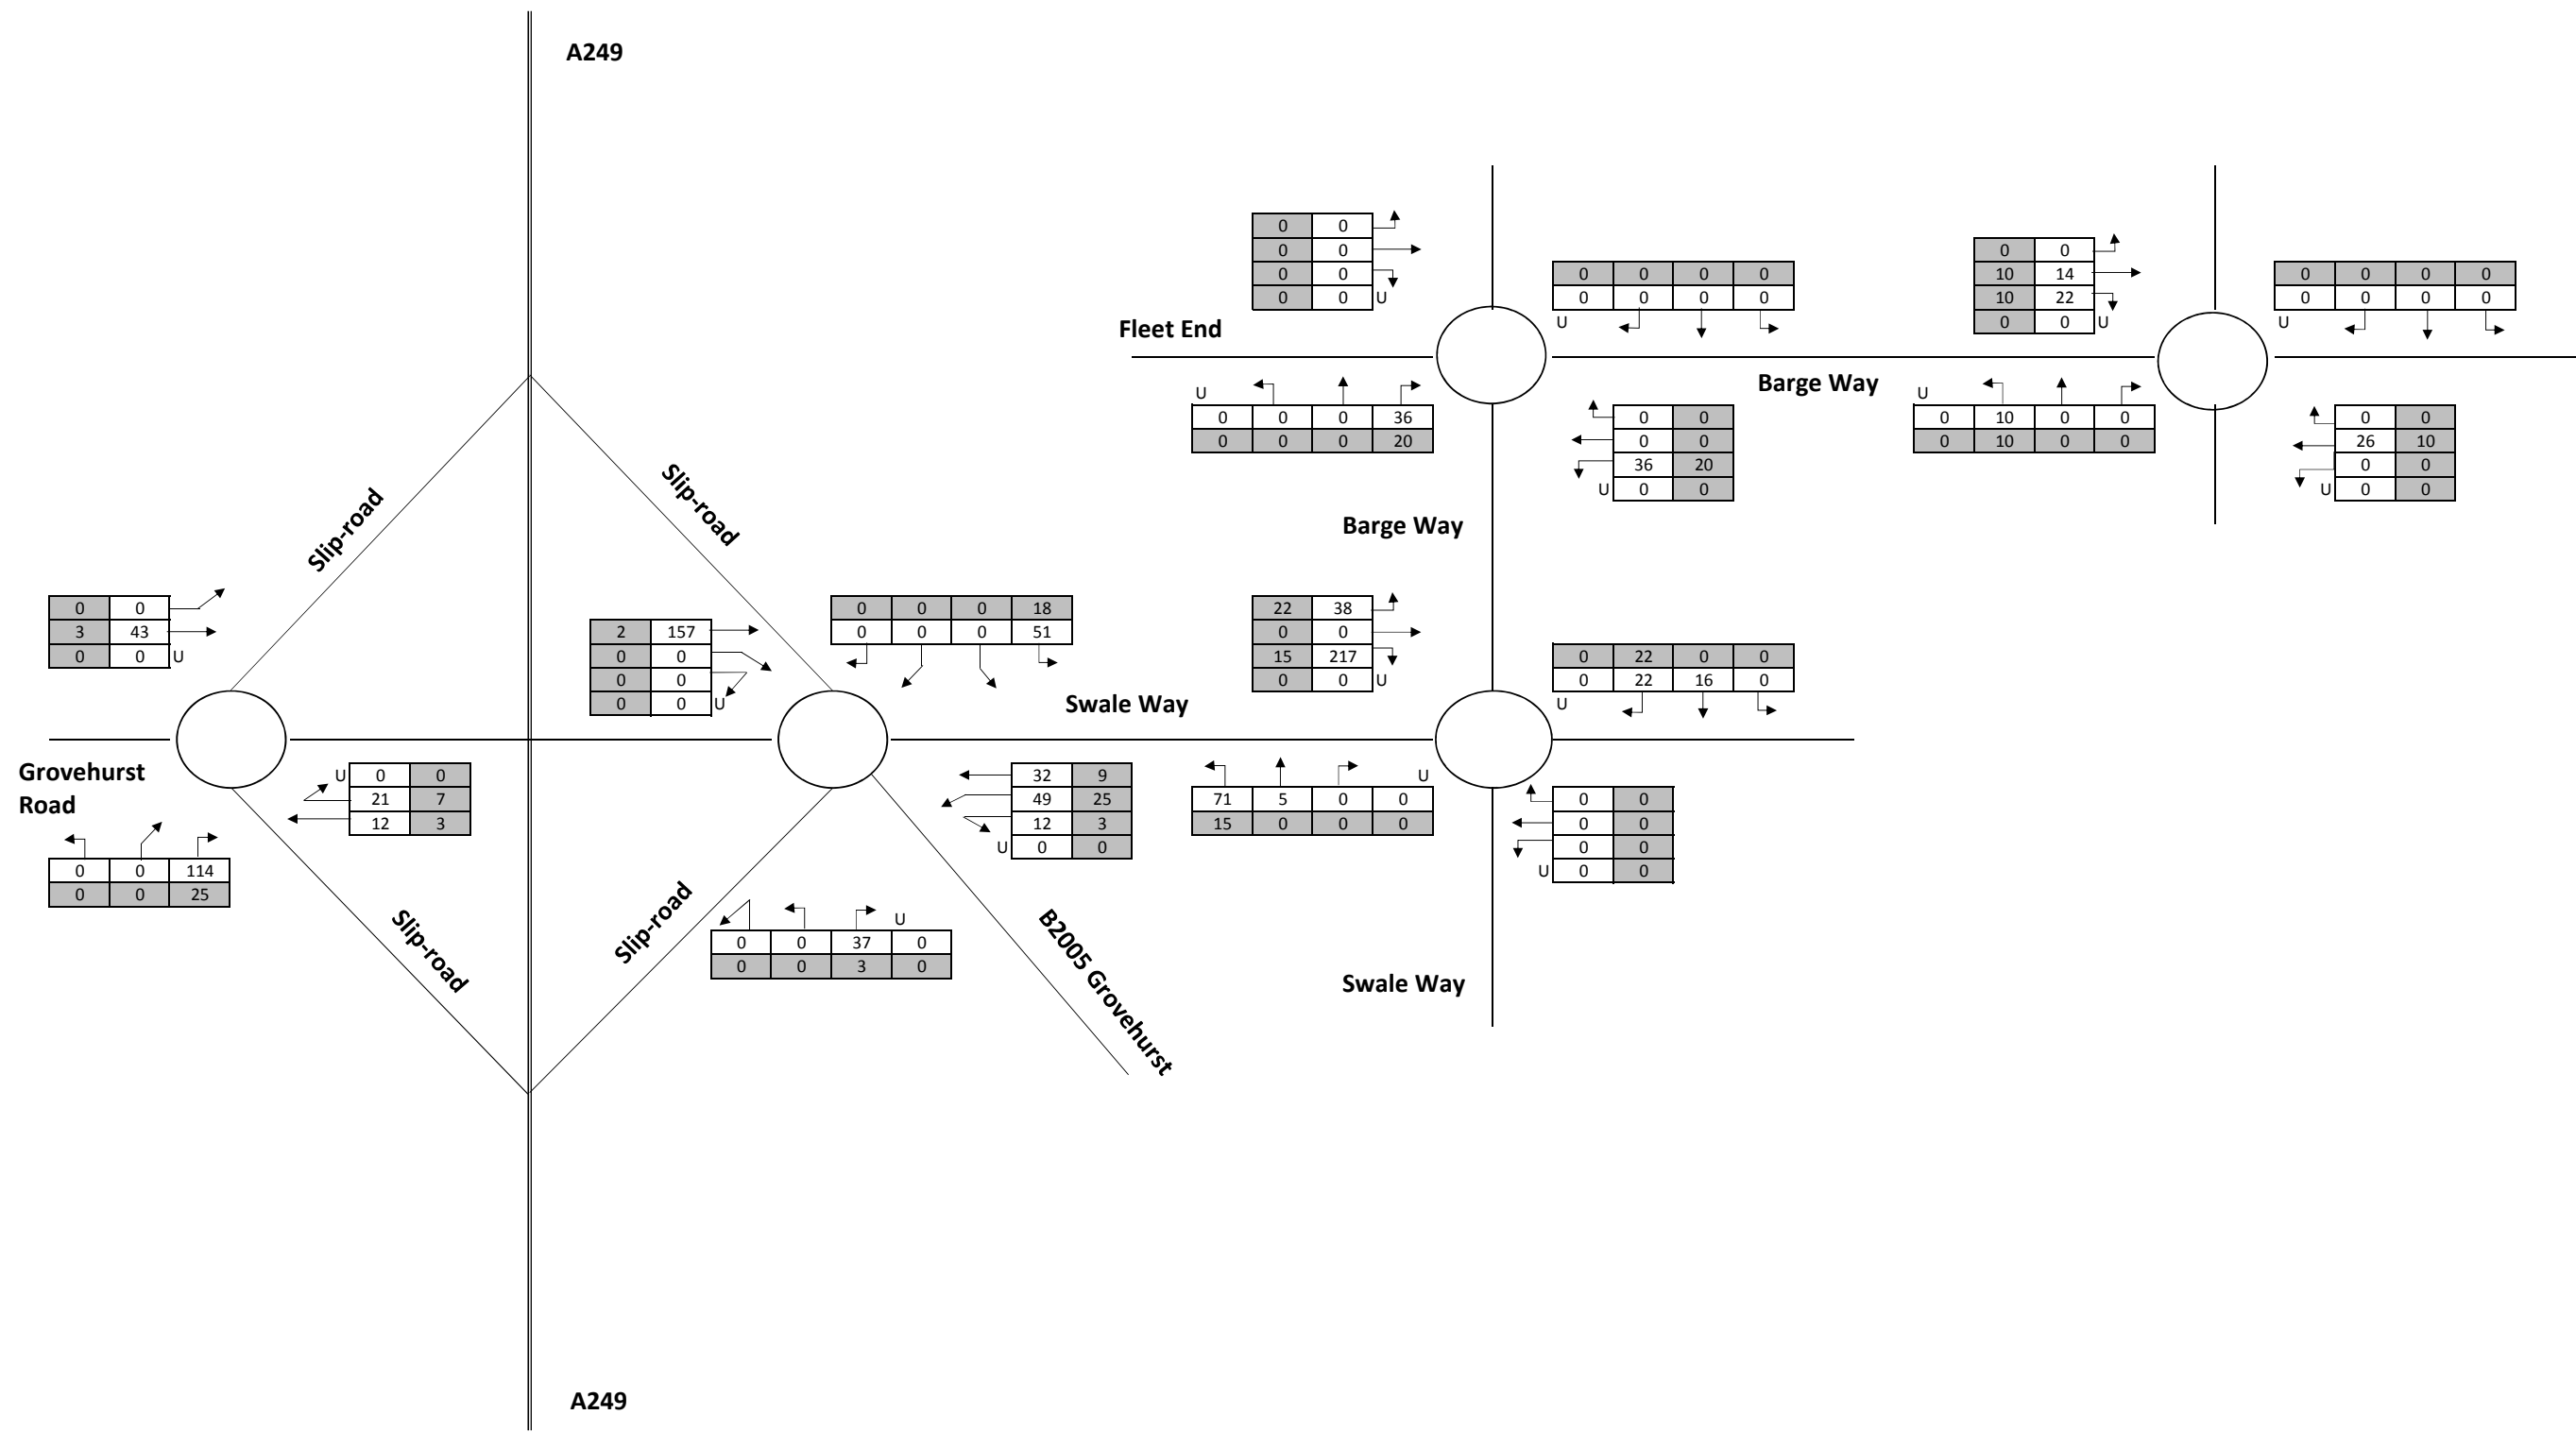 A249
0 0
0 0
0 0
0 0 U
0 0 0 0
0 0 0 0
U
0 0
10 14
10 22
0 0 U
0 0 0 0
0 0 0 0
U
Fleet End
Barge Way
U
0 0 0 36
0 0 0 20
0 0
0 0
36 20
U 0 0
U
0 10 0 0
0 10 0 0
0 0
26 10
0 0
U 0 0
Barge Way
Slip-road
Slip-road
0 0
3 43
0 0 U
2 157
0 0
0 0
0 0 U
0 0 0 18
0 0 0 51
22 38
0 0
15 217
0 0 U
0 22 0 0
0 22 16 0
U
Swale Way
Grovehurst
Road
U 0 0
21 7
12 3
0 0 114
0 0 25
32 9
49 25
12 3
U 0 0
U
71 5 0 0
15 0 0 0
0 0
0 0
0 0
U 0 0
Slip-road
Slip-road
U
0 0 37 0
0 0 3 0
B2005 Grovehurst
Swale Way
A249